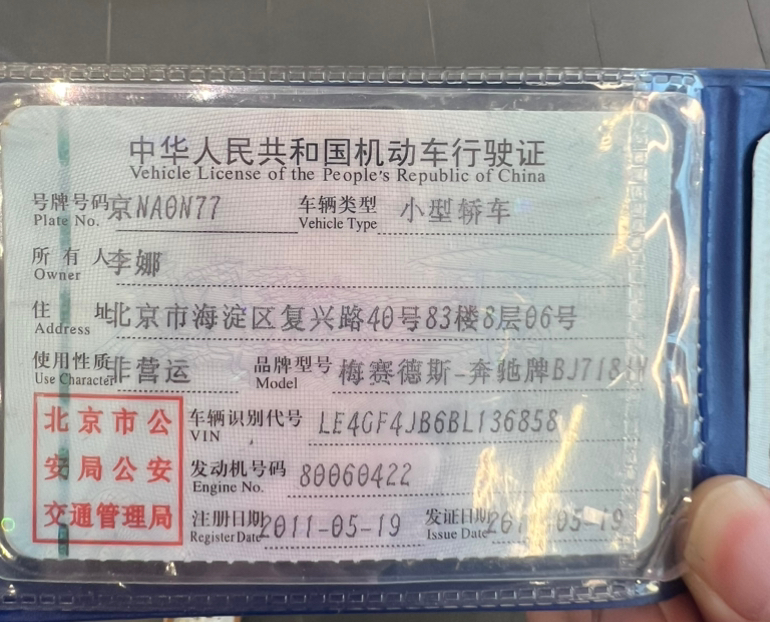 中华人民共和国机动车行驶证
Vehicle License of the People's Republic of China
号牌号码 京NA0N77 车辆类型 小型轿车
Plate No. Vehicle Type
所有人 李娜
Owner
住址 北京市海淀区复兴路40号83楼8层06号
Address
使用性质 非营运 品牌型号 梅赛德斯-奔驰牌
Use Character Model
北京市公
安局公安
交通管理局
车辆识别代号 LE4GF4JB6BL136858
VIN
发动机号码 80060422
Engine No.
注册日期 2011-05-19 发证日期
Register Date Issue Date